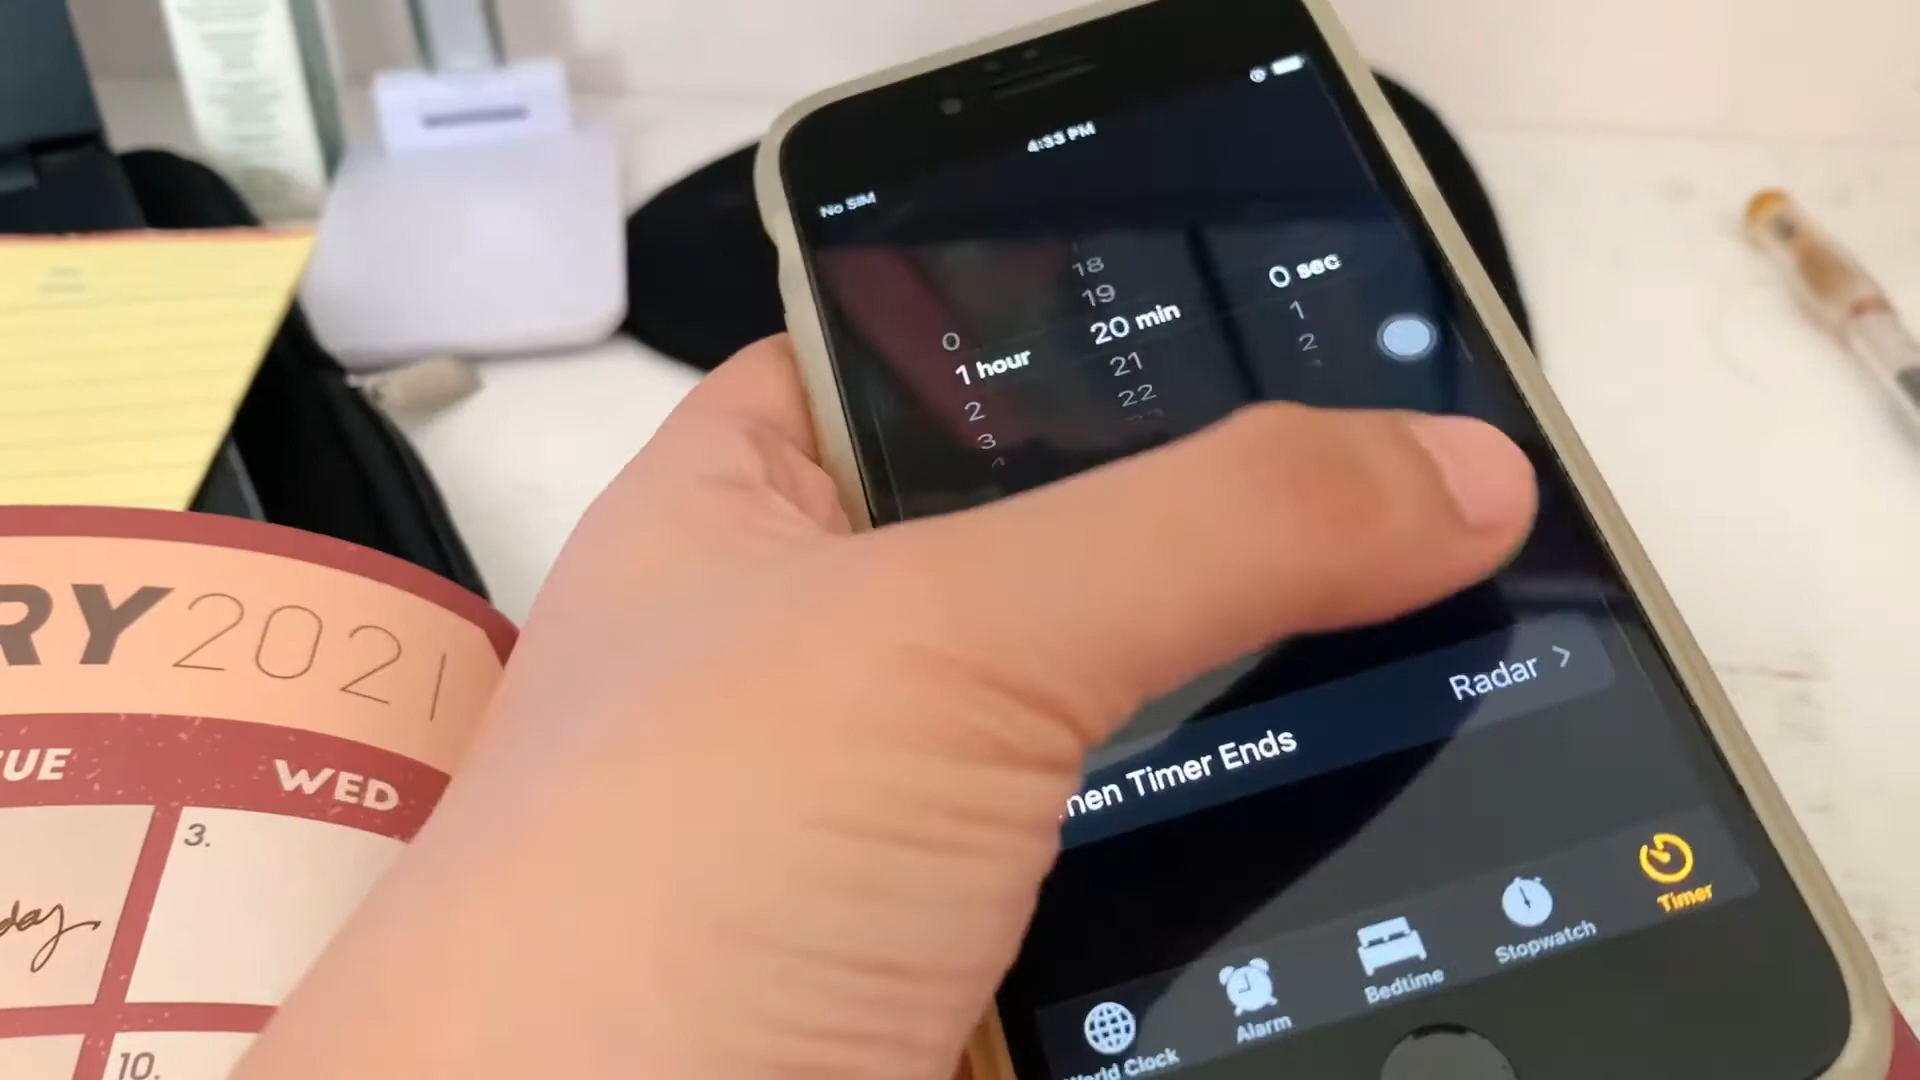 4:33 PM
No SIM
18
19
0 20 min 0 sec
1 hour 21 1
2 22 2
3
Radar >
nen Timer Ends
World Clock Alarm Bedtime Stopwatch Timer
RY 2021
UE WED
3.
day
10.